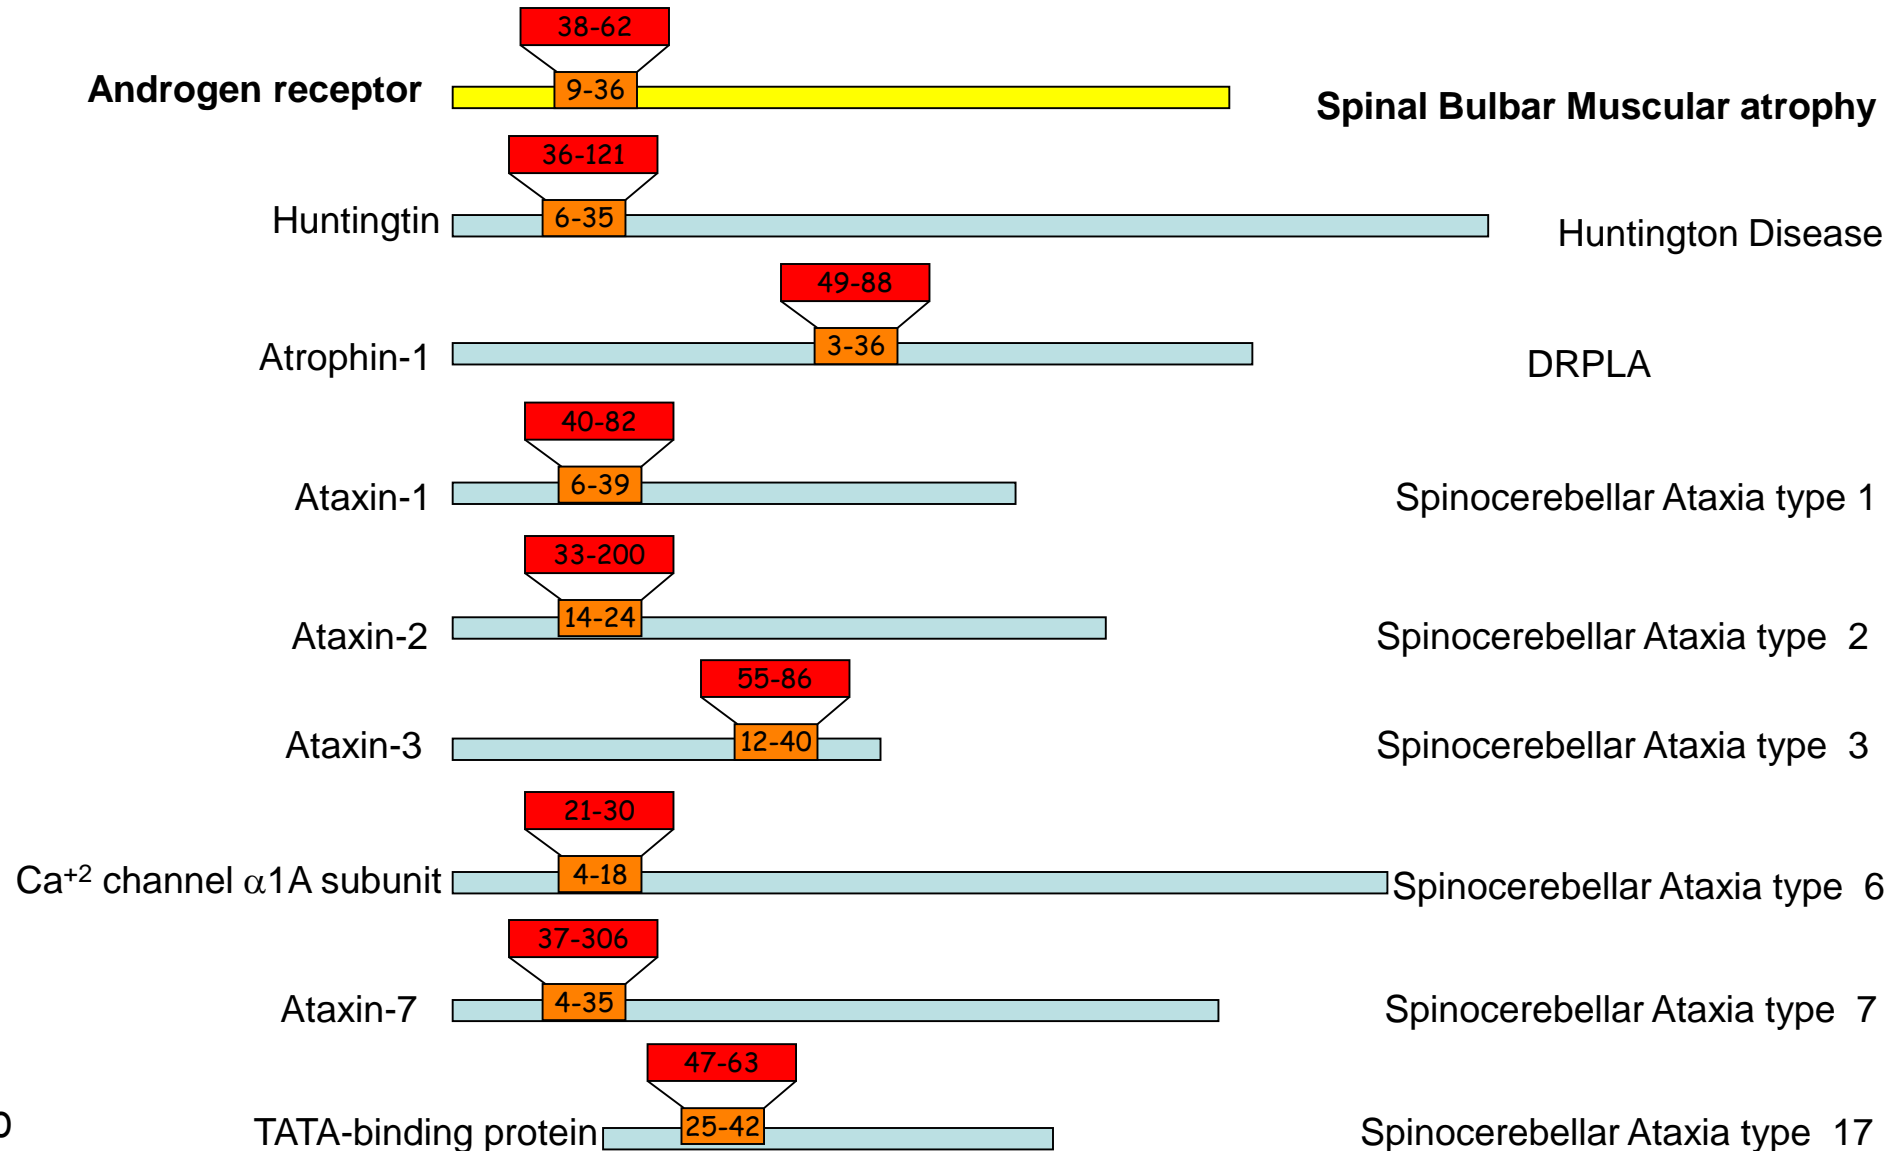 38-62
Androgen receptor 9-36 Spinal Bulbar Muscular atrophy
36-121
Huntingtin 6-35 Huntington Disease
49-88
Atrophin-1 3-36 DRPLA
40-82
Ataxin-1 6-39 Spinocerebellar Ataxia type 1
33-200
Ataxin-2 14-24 Spinocerebellar Ataxia type 2
55-86
Ataxin-3 12-40 Spinocerebellar Ataxia type 3
21-30
Ca+2 channel α1A subunit 4-18 Spinocerebellar Ataxia type 6
37-306
Ataxin-7 4-35 Spinocerebellar Ataxia type 7
47-63
TATA-binding protein 25-42 Spinocerebellar Ataxia type 17